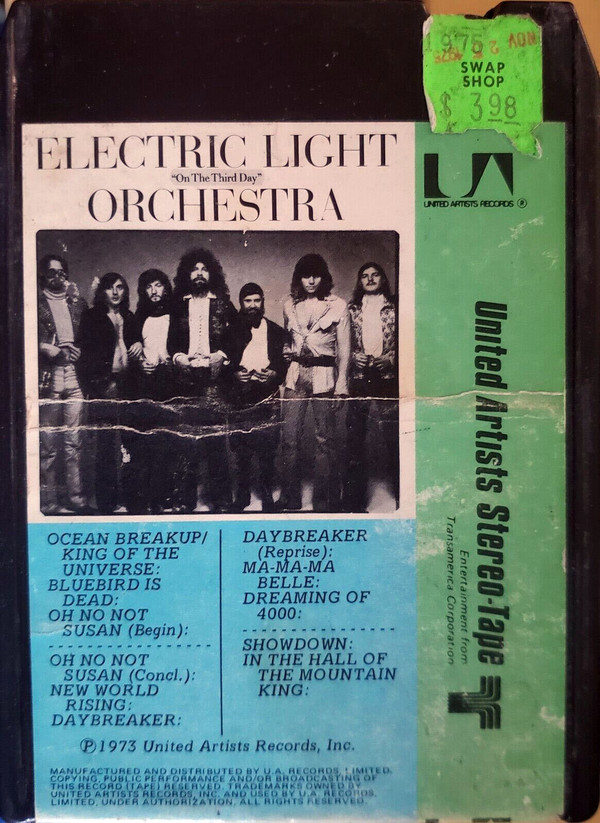 1975 NOV 2
SWAP
SHOP
$ 3.98
ELECTRIC LIGHT
"On The Third Day"
ORCHESTRA
UA
UNITED ARTISTS RECORDS ®
United Artists Stereo-Tape
Entertainment from
Transamerica Corporation
OCEAN BREAKUP/
KING OF THE
UNIVERSE:
BLUEBIRD IS
DEAD:
OH NO NOT
SUSAN (Begin):
OH NO NOT
SUSAN (Concl.):
NEW WORLD
RISING:
DAYBREAKER:
DAYBREAKER
(Reprise):
MA-MA-MA
BELLE:
DREAMING OF
4000:
SHOWDOWN:
IN THE HALL OF
THE MOUNTAIN
KING:
℗1973 United Artists Records, Inc.
MANUFACTURED AND DISTRIBUTED BY U.A. RECORDS LIMITED.
COPYING, PUBLIC PERFORMANCE AND/OR BROADCASTING OF
THIS RECORD (TAPE) RESERVED. TRADEMARKS OWNED BY
UNITED ARTISTS RECORDS, INC. AND USED BY U.A. RECORDS,
LIMITED, UNDER AUTHORIZATION. ALL RIGHTS RESERVED.